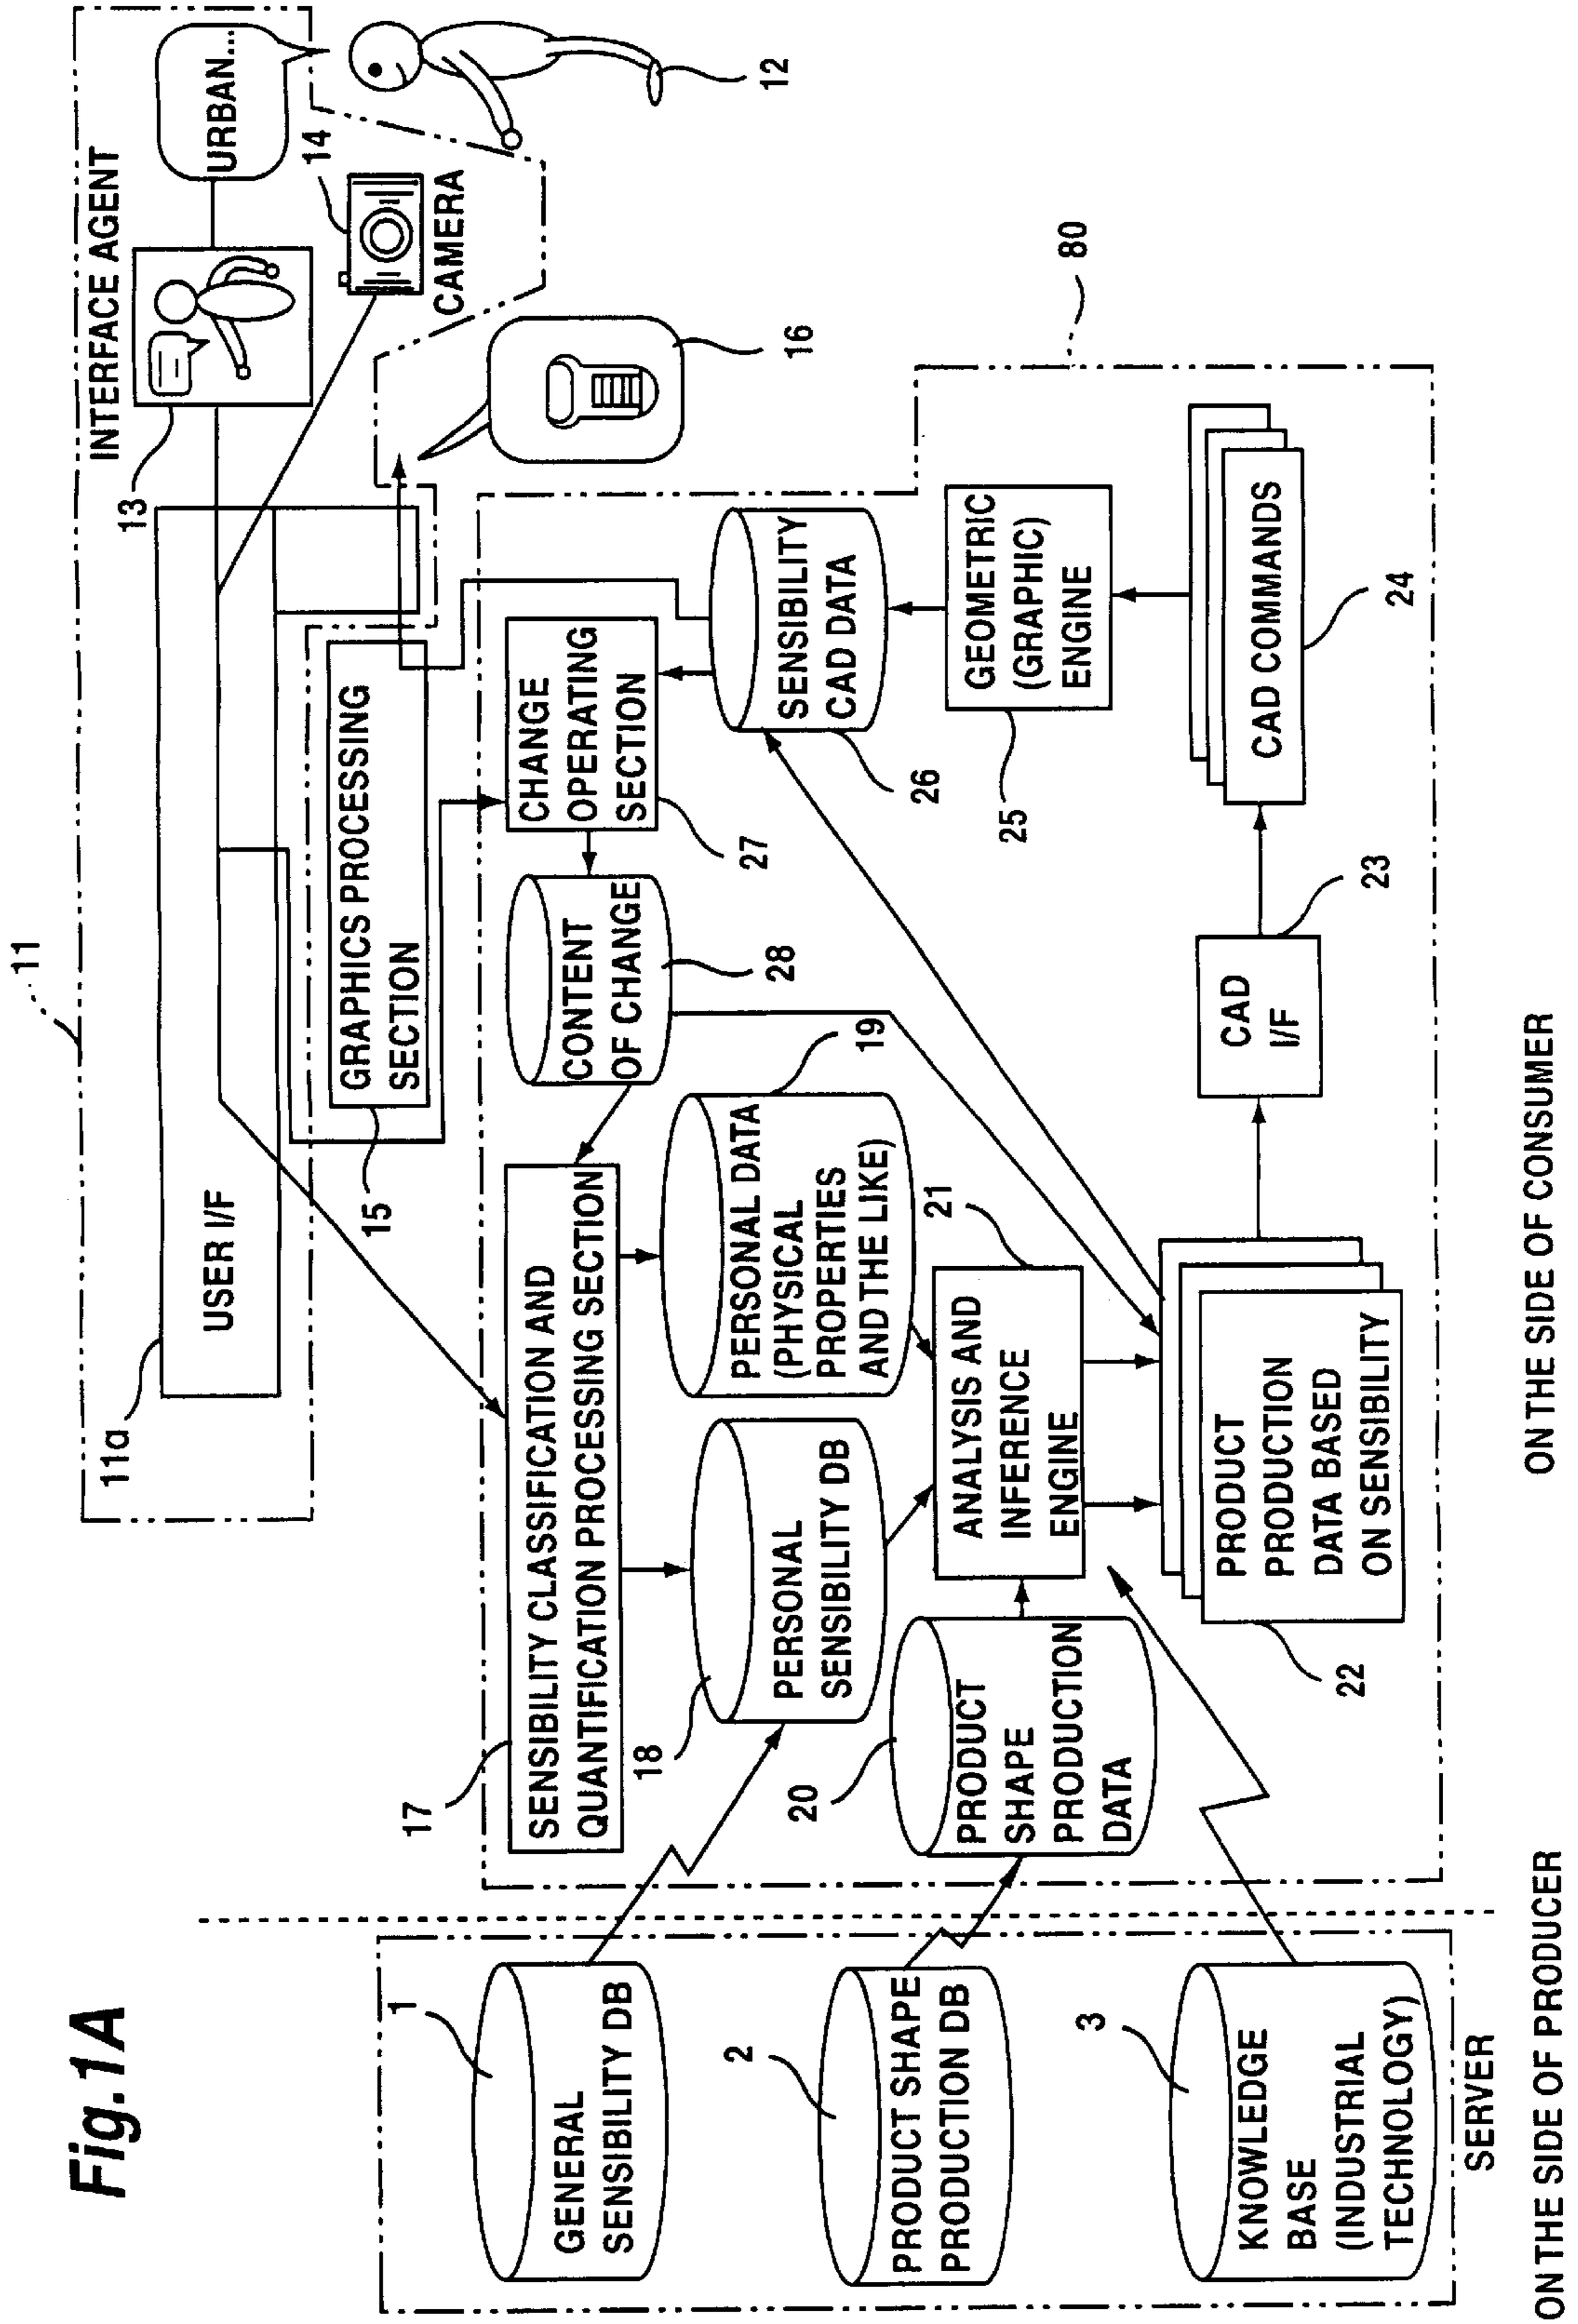 Fig.1A
11
11a
USER I/F
INTERFACE AGENT
13
URBAN...
14
CAMERA
12
GRAPHICS PROCESSING
SECTION
15
16
80
17
SENSIBILITY CLASSIFICATION AND
QUANTIFICATION PROCESSING SECTION
CONTENT
OF CHANGE
28
CHANGE
OPERATING
SECTION
27
SENSIBILITY
CAD DATA
26
GEOMETRIC
(GRAPHIC)
ENGINE
25
CAD COMMANDS
24
CAD
I/F
23
18
PERSONAL
SENSIBILITY DB
PERSONAL DATA
(PHYSICAL
PROPERTIES
AND THE LIKE)
19
20
PRODUCT
SHAPE
PRODUCTION
DATA
ANALYSIS AND
INFERENCE
ENGINE
21
PRODUCT
PRODUCTION
DATA BASED
ON SENSIBILITY
22
1
GENERAL
SENSIBILITY DB
2
PRODUCT SHAPE
PRODUCTION DB
3
KNOWLEDGE
BASE
(INDUSTRIAL
TECHNOLOGY)
SERVER
ON THE SIDE OF PRODUCER
ON THE SIDE OF CONSUMER